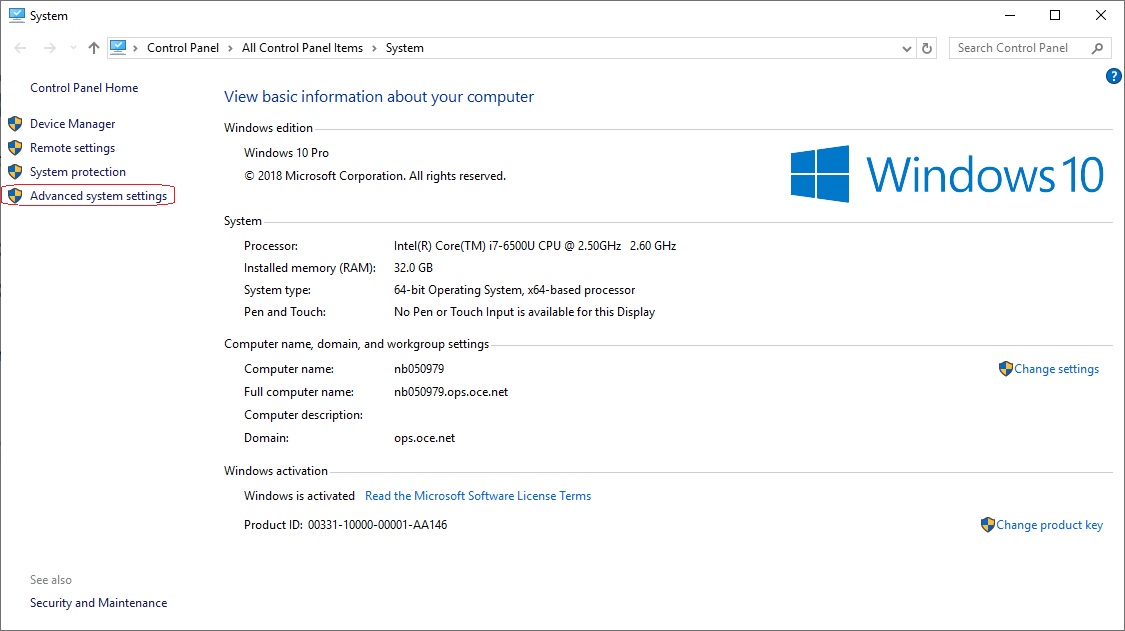 System
Control Panel › All Control Panel Items › System
Search Control Panel
?
Control Panel Home
Device Manager
Remote settings
System protection
Advanced system settings
View basic information about your computer
Windows edition
Windows 10 Pro
© 2018 Microsoft Corporation. All rights reserved.
Windows 10
System
Processor: Intel(R) Core(TM) i7-6500U CPU @ 2.50GHz 2.60 GHz
Installed memory (RAM): 32.0 GB
System type: 64-bit Operating System, x64-based processor
Pen and Touch: No Pen or Touch Input is available for this Display
Computer name, domain, and workgroup settings
Computer name: nb050979
Change settings
Full computer name: nb050979.ops.oce.net
Computer description:
Domain: ops.oce.net
Windows activation
Windows is activated Read the Microsoft Software License Terms
Product ID: 00331-10000-00001-AA146
Change product key
See also
Security and Maintenance